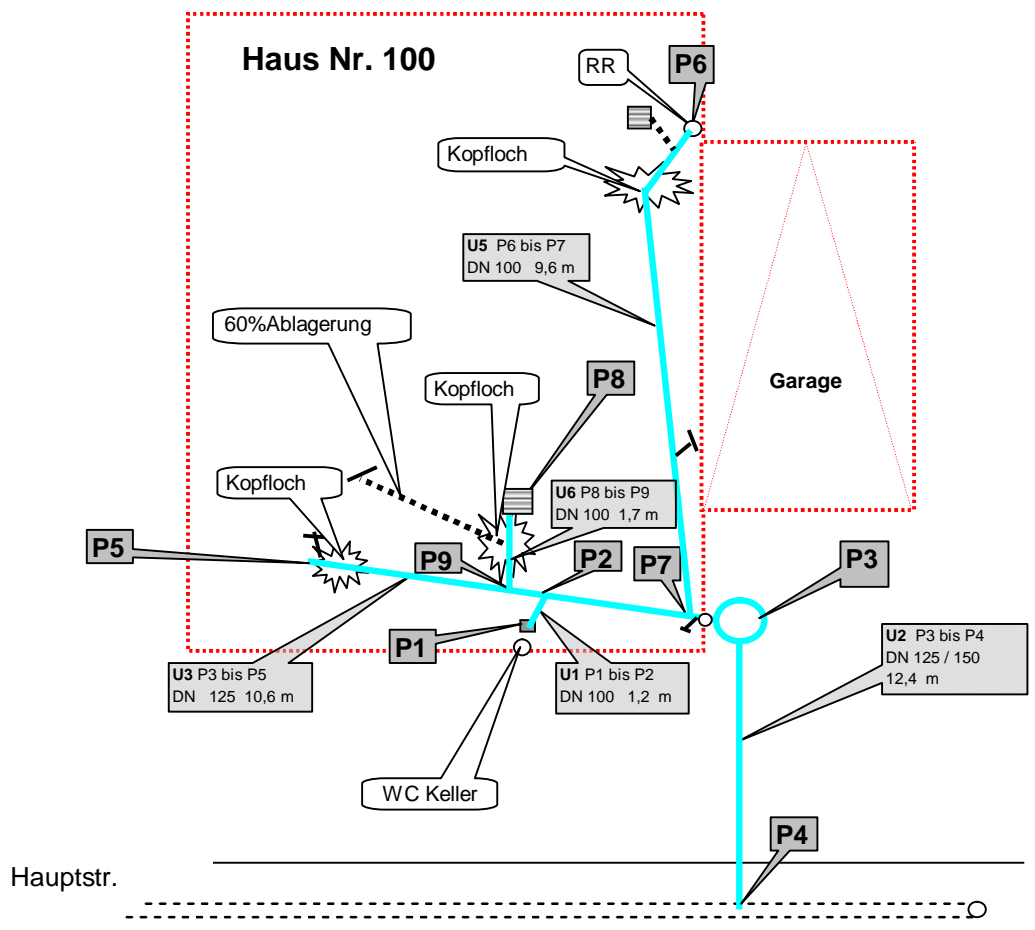 Haus Nr. 100
RR
P6
Kopfloch
U5 P6 bis P7
DN 100 9,6 m
60%Ablagerung
Kopfloch
P8
Garage
Kopfloch
U6 P8 bis P9
DN 100 1,7 m
P5
P9
P2
P7
P3
P1
U2 P3 bis P4
DN 125 / 150
12,4 m
U3 P3 bis P5
DN 125 10,6 m
U1 P1 bis P2
DN 100 1,2 m
WC Keller
P4
Hauptstr.